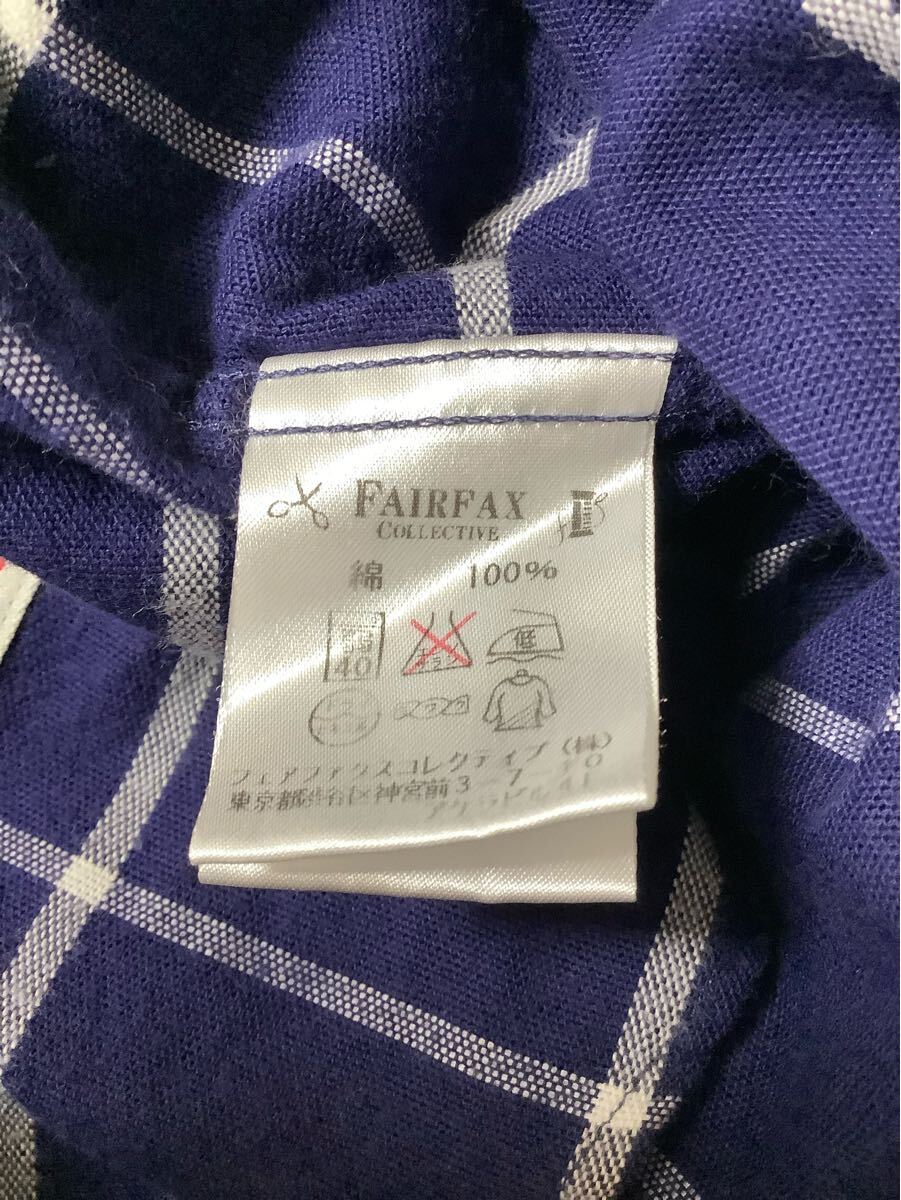 FAIRFAX
COLLECTIVE
綿 100%
40 低
フェアファクスコレクティブ(株)
東京都渋谷区神宮前3-7-